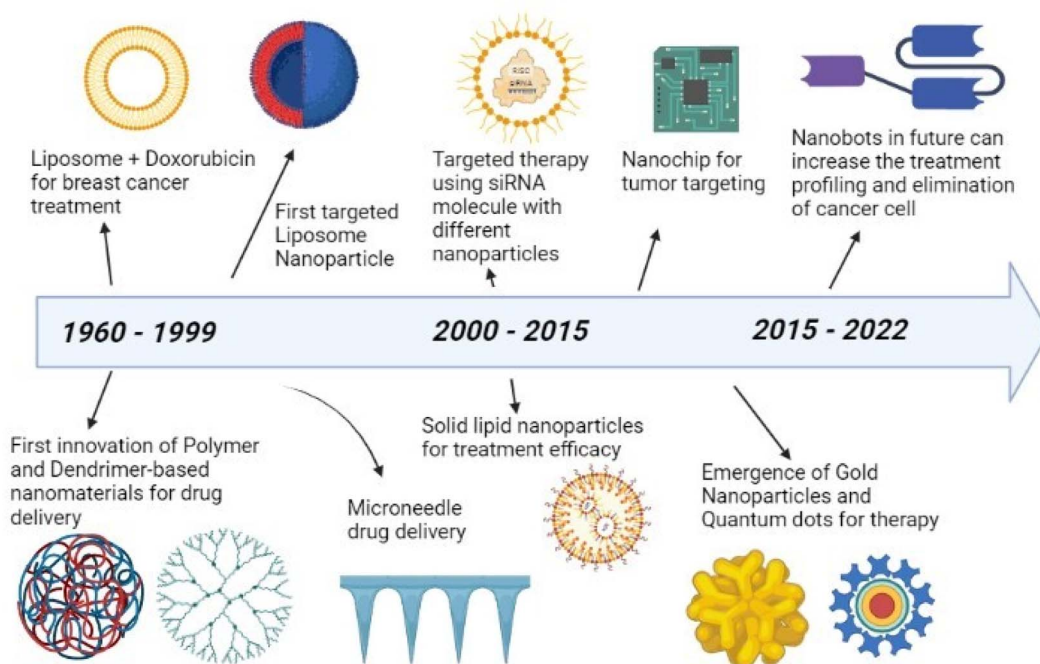 RISC
siRNA
Liposome + Doxorubicin
for breast cancer
treatment
First targeted
Liposome
Nanoparticle
Targeted therapy
using siRNA
molecule with
different
nanoparticles
Nanochip for
tumor targeting
Nanobots in future can
increase the treatment
profiling and elimination
of cancer cell
1960 - 1999
2000 - 2015
2015 - 2022
First innovation of Polymer
and Dendrimer-based
nanomaterials for drug
delivery
Microneedle
drug delivery
Solid lipid nanoparticles
for treatment efficacy
Emergence of Gold
Nanoparticles and
Quantum dots for therapy